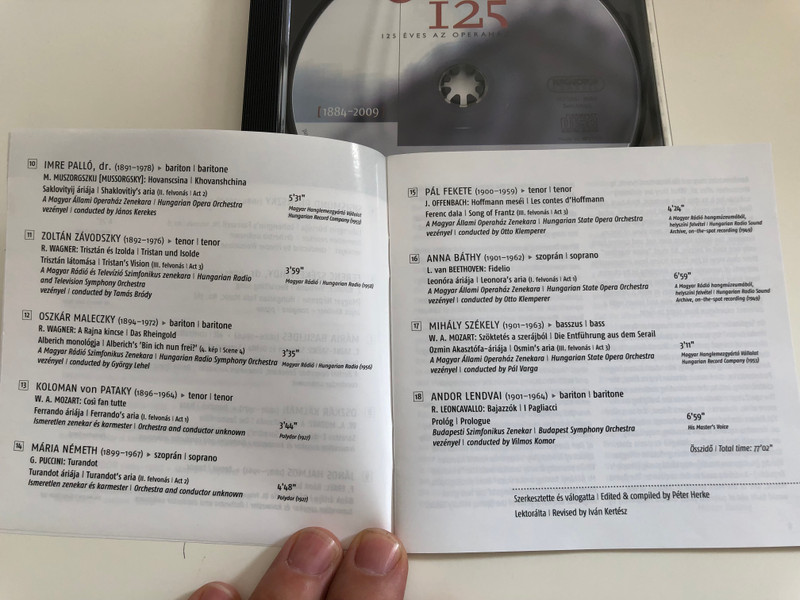 125
125 ÉVES AZ OPERAHÁZ
[1884–2009
10 IMRE PALLÓ, dr. (1891–1978) ▸ bariton | baritone
M. MUSZORGSZKIJ [MUSSORGSKY]: Hovanscsina | Khovanshchina
Saklovityij áriája | Shaklovitiy's aria (II. felvonás | Act 2)
A Magyar Állami Operaház Zenekara | Hungarian Opera Orchestra
vezényel | conducted by János Kerekes
5'31"
Magyar Hanglemezgyártó Vállalat
Hungarian Record Company (1953)
11 ZOLTÁN ZÁVODSZKY (1892–1976) ▸ tenor | tenor
R. WAGNER: Trisztán és Izolda | Tristan und Isolde
Trisztán látomása | Tristan's Vision (III. felvonás | Act 3)
A Magyar Rádió és Televízió Szimfonikus zenekara | Hungarian Radio
and Television Symphony Orchestra
vezényel | conducted by Tamás Bródy
3'59"
Magyar Rádió | Hungarian Radio (1958)
12 OSZKÁR MALECZKY (1894–1972) ▸ bariton | baritone
R. WAGNER: A Rajna kincse | Das Rheingold
Alberich monológja | Alberich's 'Bin ich nun frei?' (4. kép | Scene 4)
A Magyar Rádió Szimfonikus Zenekara | Hungarian Radio Symphony Orchestra
vezényel | conducted by György Lehel
3'35"
Magyar Rádió | Hungarian Radio (1956)
13 KOLOMAN von PATAKY (1896–1964) ▸ tenor | tenor
W. A. MOZART: Così fan tutte
Ferrando áriája | Ferrando's aria (I. felvonás | Act 1)
Ismeretlen zenekar és karmester | Orchestra and conductor unknown
3'44"
Polydor (1927)
14 MÁRIA NÉMETH (1899–1967) ▸ szoprán | soprano
G. PUCCINI: Turandot
Turandot áriája | Turandot's aria (II. felvonás | Act 2)
Ismeretlen zenekar és karmester | Orchestra and conductor unknown
4'48"
Polydor (1927)
15 PÁL FEKETE (1900–1959) ▸ tenor | tenor
J. OFFENBACH: Hoffmann meséi | Les contes d'Hoffmann
Ferenc dala | Song of Frantz (III. felvonás | Act 3)
A Magyar Állami Operaház Zenekara | Hungarian State Opera Orchestra
vezényel | conducted by Otto Klemperer
4'24"
A Magyar Rádió hangmúzeumából,
helyszíni felvétel | Hungarian Radio Sound
Archive, on-the-spot recording (1949)
16 ANNA BÁTHY (1901–1962) ▸ szoprán | soprano
L. van BEETHOVEN: Fidelio
Leonóra áriája | Leonora's aria (I. felvonás | Act 1)
A Magyar Állami Operaház Zenekara | Hungarian State Opera Orchestra
vezényel | conducted by Otto Klemperer
6'59"
A Magyar Rádió hangmúzeumából,
helyszíni felvétel | Hungarian Radio Sound
Archive, on-the-spot recording (1948)
17 MIHÁLY SZÉKELY (1901–1963) ▸ basszus | bass
W. A. MOZART: Szöktetés a szerájból | Die Entführung aus dem Serail
Ozmin Akasztófa-áriája | Osmin's aria (III. felvonás | Act 3)
A Magyar Állami Operaház Zenekara | Hungarian State Opera Orchestra
vezényel | conducted by Pál Varga
3'11"
Magyar Hanglemezgyártó Vállalat
Hungarian Record Company (1953)
18 ANDOR LENDVAI (1901–1964) ▸ bariton | baritone
R. LEONCAVALLO: Bajazzók | I Pagliacci
Prológ | Prologue
Budapesti Szimfonikus Zenekar | Budapest Symphony Orchestra
vezényel | conducted by Vilmos Komor
6'59"
His Master's Voice
Összidő | Total time: 77'02"
Szerkesztette és válogatta | Edited & compiled by Péter Herke
Lektorálta | Revised by Iván Kertész